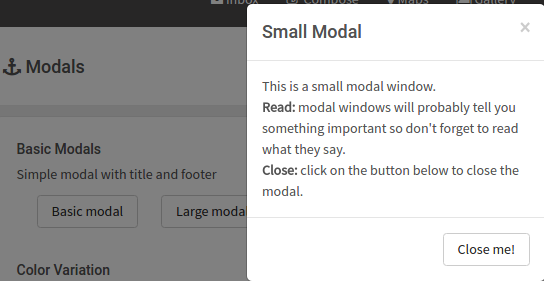 Inbox Compose Maps Gallery
Small Modal ×
Modals
This is a small modal window.
Read: modal windows will probably tell you
something important so don't forget to read
what they say.
Close: click on the button below to close the
modal.
Close me!
Basic Modals
Simple modal with title and footer
Basic modal Large modal
Color Variation